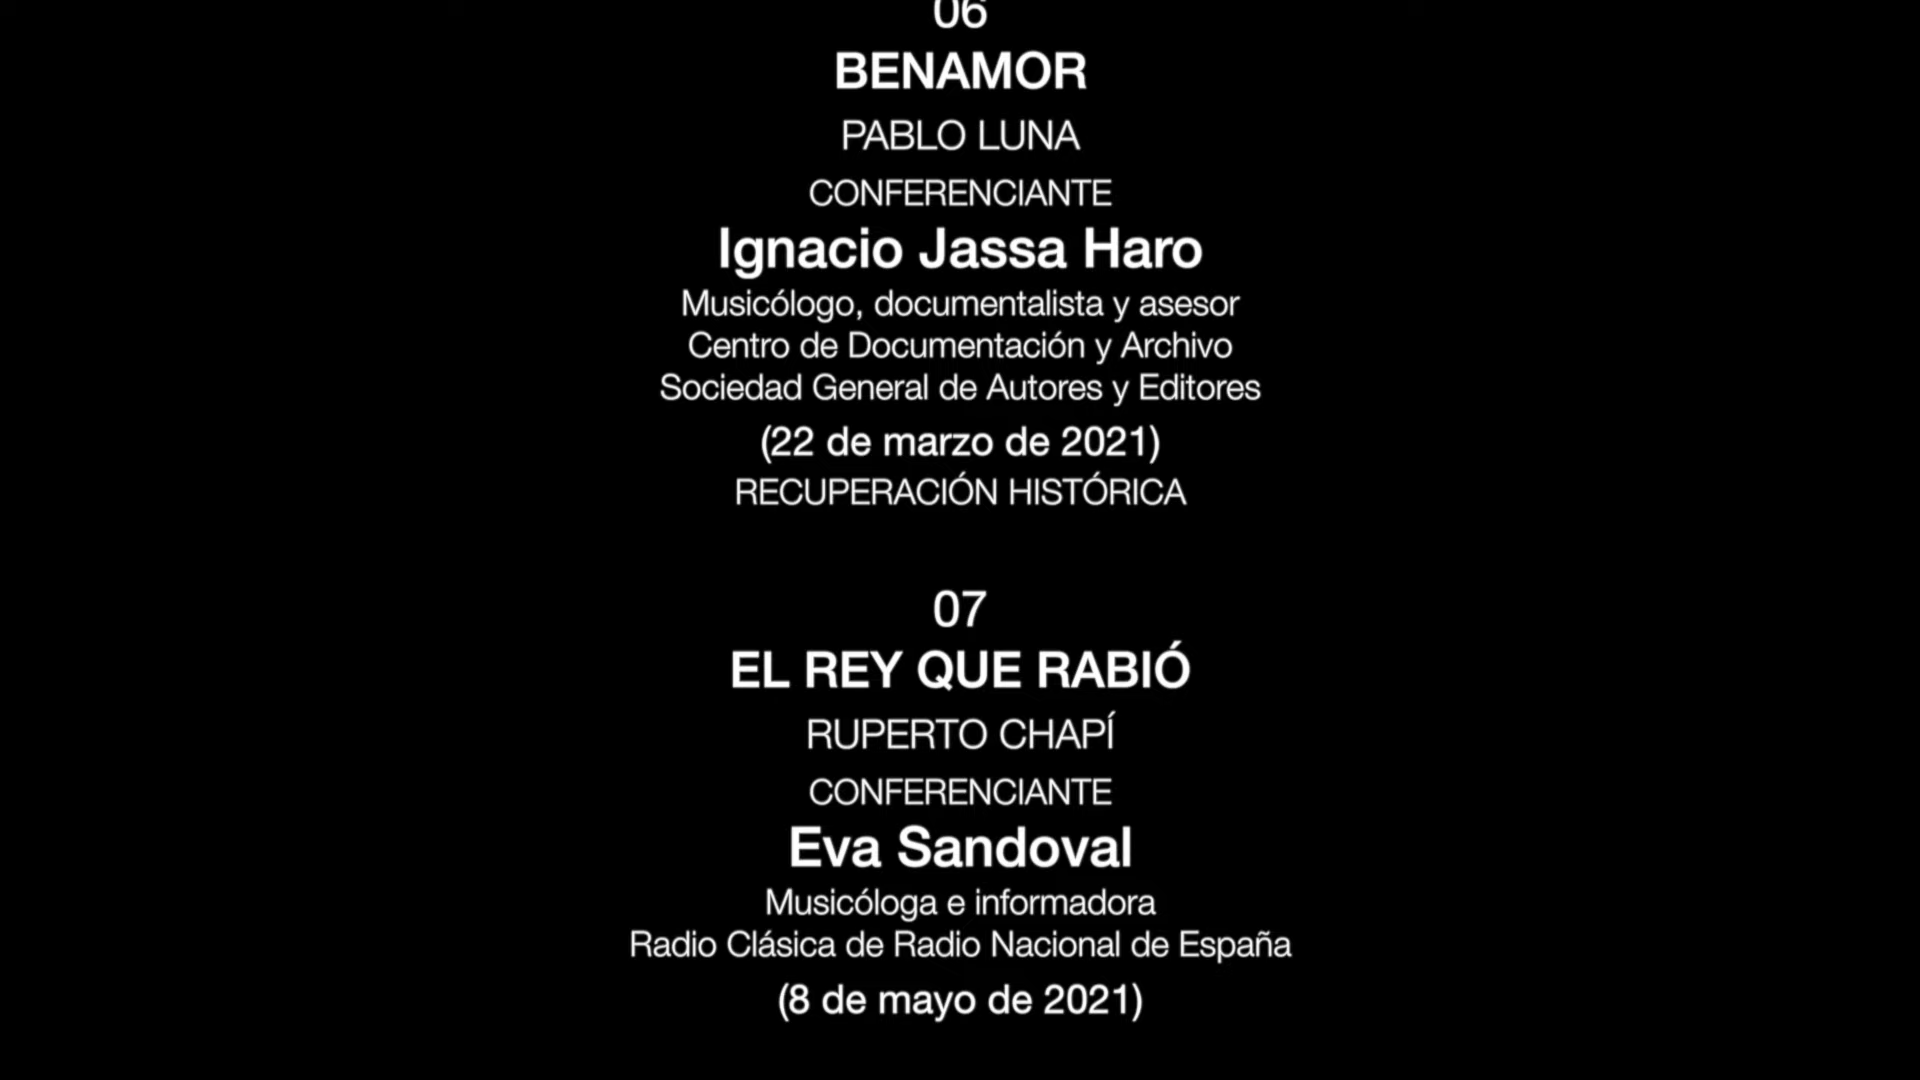 06
BENAMOR
PABLO LUNA
CONFERENCIANTE
Ignacio Jassa Haro
Musicólogo, documentalista y asesor
Centro de Documentación y Archivo
Sociedad General de Autores y Editores
(22 de marzo de 2021)
RECUPERACIÓN HISTÓRICA
07
EL REY QUE RABIÓ
RUPERTO CHAPÍ
CONFERENCIANTE
Eva Sandoval
Musicóloga e informadora
Radio Clásica de Radio Nacional de España
(8 de mayo de 2021)